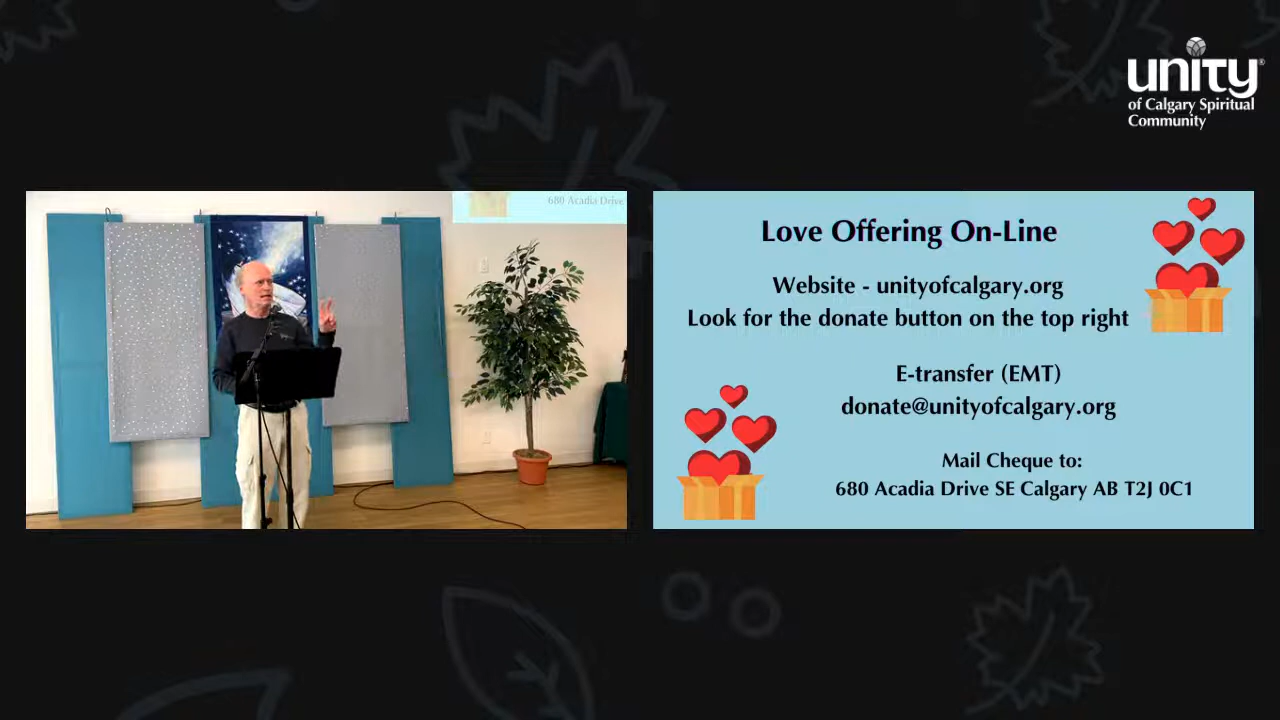 unity®
of Calgary Spiritual
Community
680 Acadia Drive
Love Offering On-Line
Website - unityofcalgary.org
Look for the donate button on the top right
E-transfer (EMT)
donate@unityofcalgary.org
Mail Cheque to:
680 Acadia Drive SE Calgary AB T2J 0C1